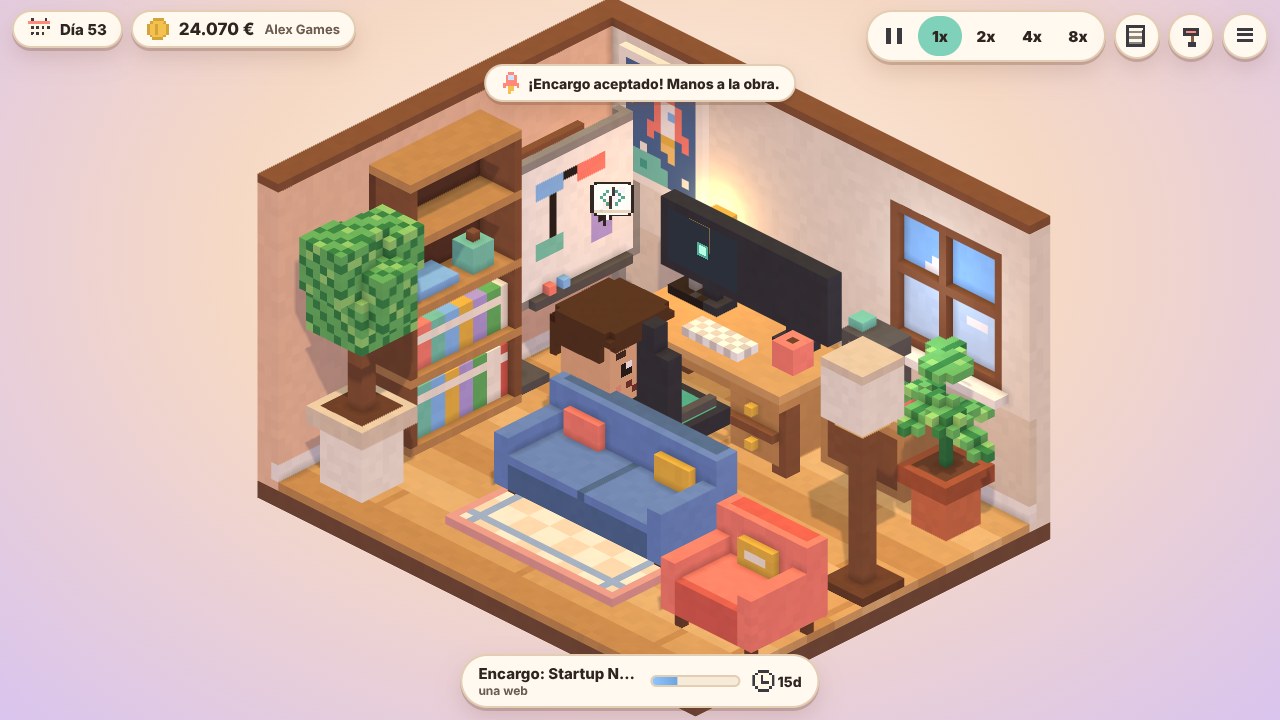 Día 53
24.070 €
Alex Games
1x
2x
4x
8x
¡Encargo aceptado! Manos a la obra.
Encargo: Startup N...
una web
15d